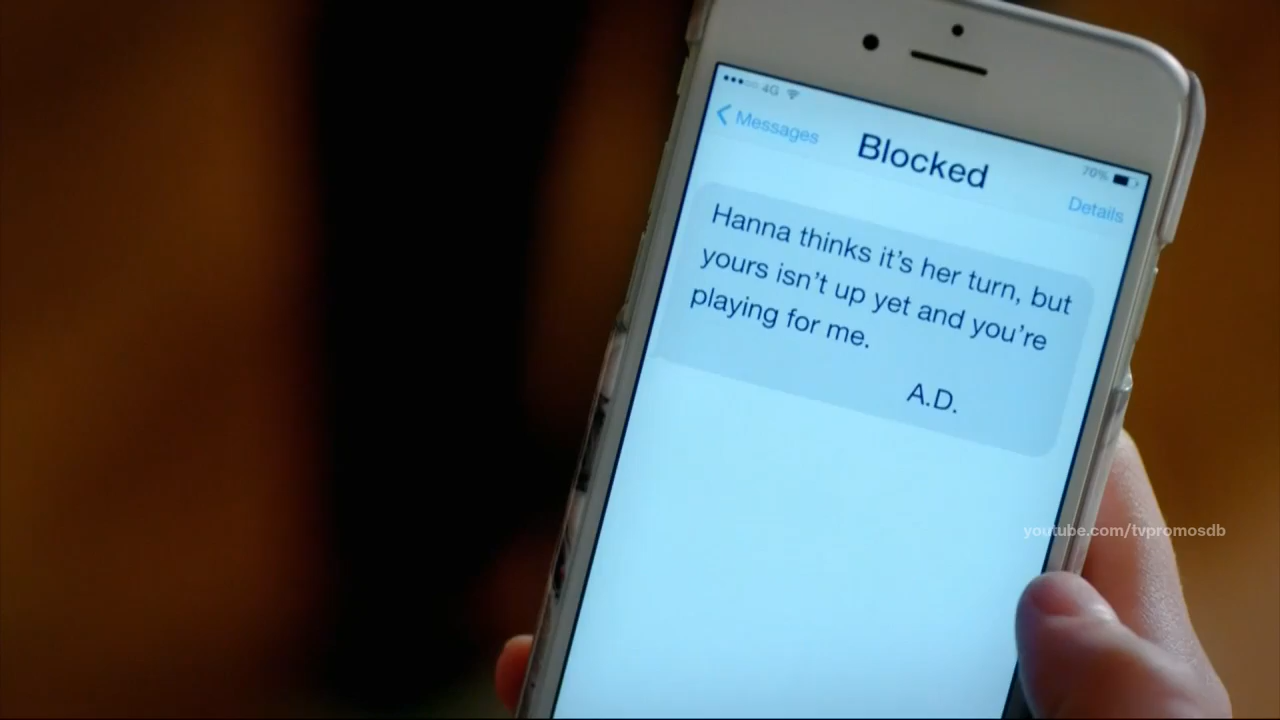 4G
Messages
Blocked
70%
Details
Hanna thinks it's her turn, but
yours isn't up yet and you're
playing for me.
A.D.
youtube.com/tvpromosdb